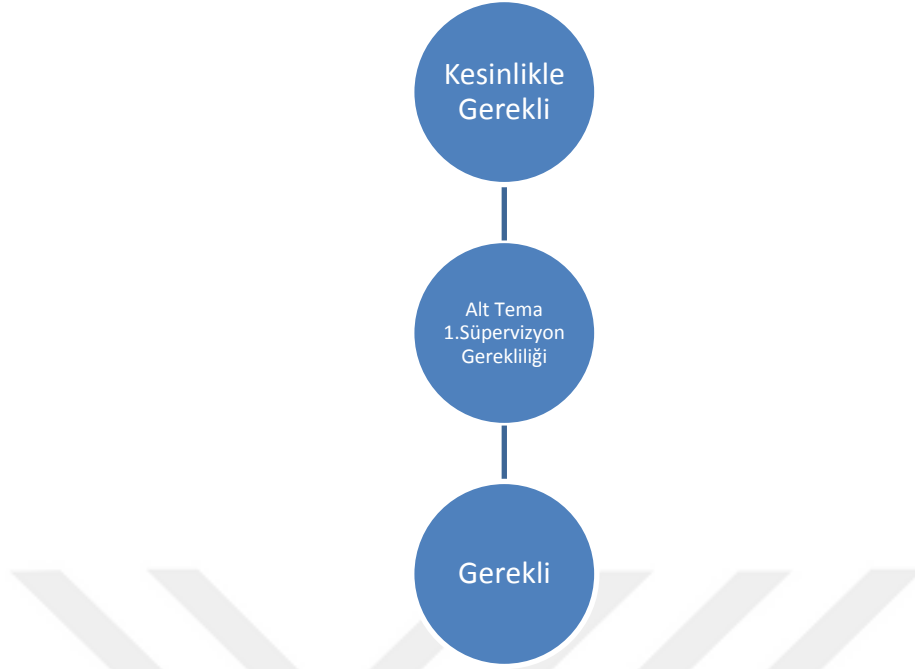 Kesinlikle
Gerekli
Alt Tema
1.Süpervizyon
Gerekliliği
Gerekli